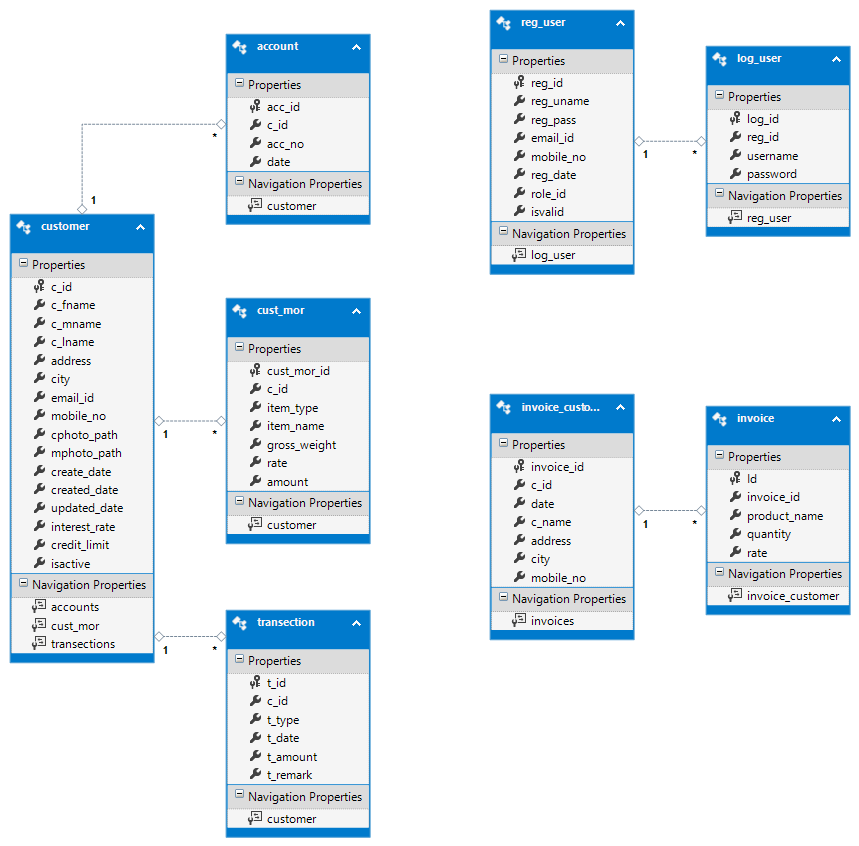 account
Properties
acc_id
c_id
acc_no
date
Navigation Properties
customer
*
1
customer
Properties
c_id
c_fname
c_mname
c_lname
address
city
email_id
mobile_no
cphoto_path
mphoto_path
create_date
created_date
updated_date
interest_rate
credit_limit
isactive
Navigation Properties
accounts
cust_mor
transections
1
*
cust_mor
Properties
cust_mor_id
c_id
item_type
item_name
gross_weight
rate
amount
Navigation Properties
customer
1
*
transection
Properties
t_id
c_id
t_type
t_date
t_amount
t_remark
Navigation Properties
customer
reg_user
Properties
reg_id
reg_uname
reg_pass
email_id
mobile_no
reg_date
role_id
isvalid
Navigation Properties
log_user
1
*
log_user
Properties
log_id
reg_id
username
password
Navigation Properties
reg_user
invoice_custo...
Properties
invoice_id
c_id
date
c_name
address
city
mobile_no
Navigation Properties
invoices
1
*
invoice
Properties
Id
invoice_id
product_name
quantity
rate
Navigation Properties
invoice_customer